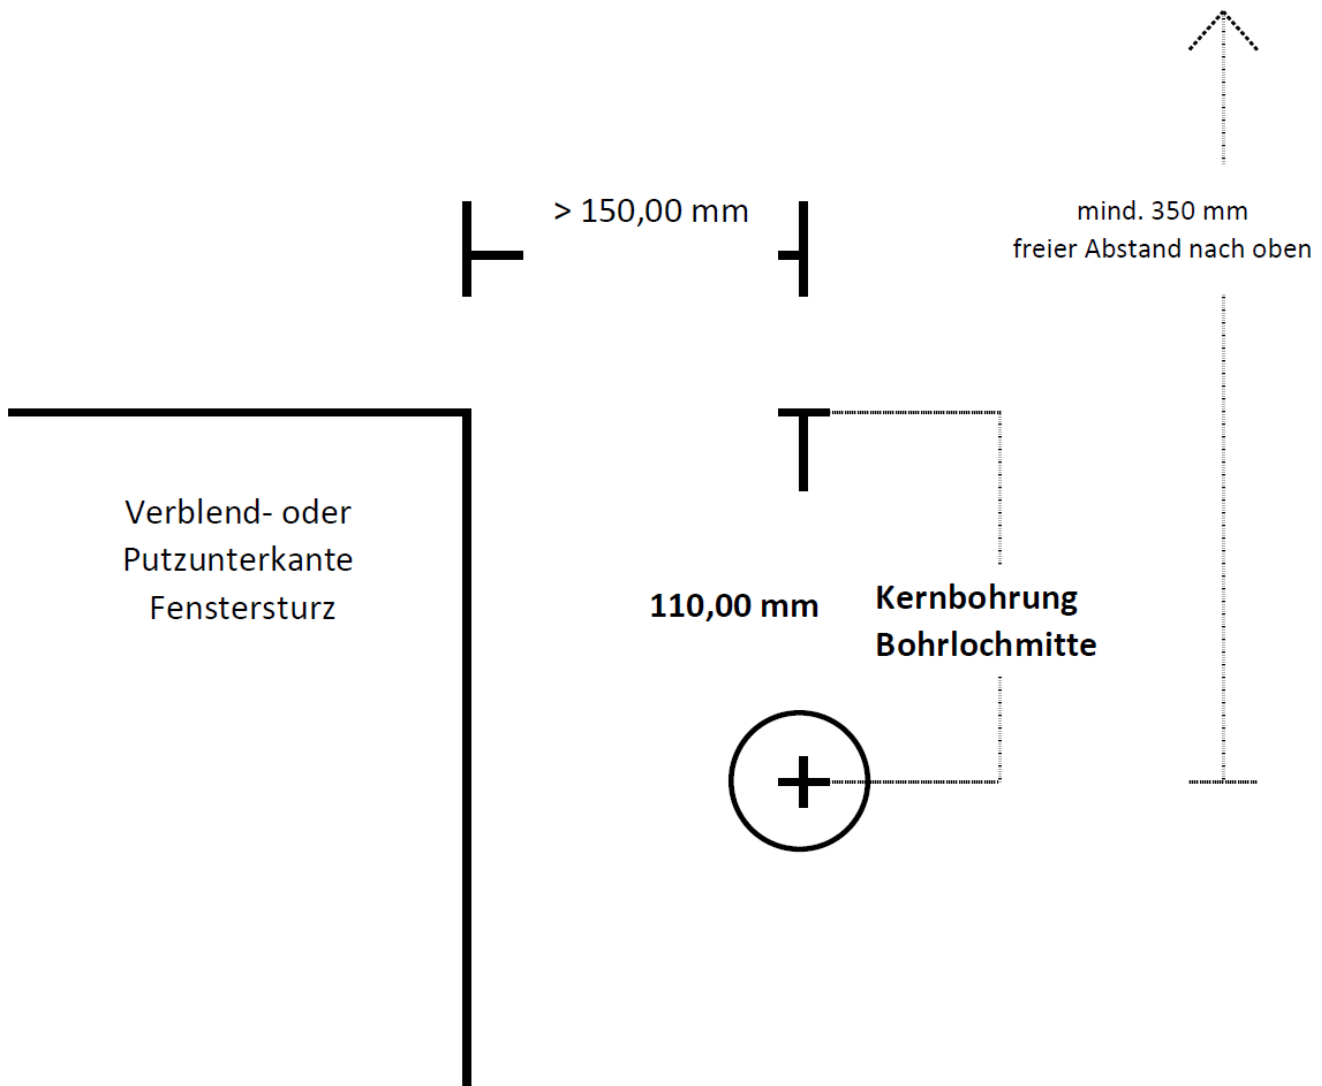 > 150,00 mm
mind. 350 mm
freier Abstand nach oben
Verblend- oder
Putzunterkante
Fenstersturz
110,00 mm
Kernbohrung
Bohrlochmitte